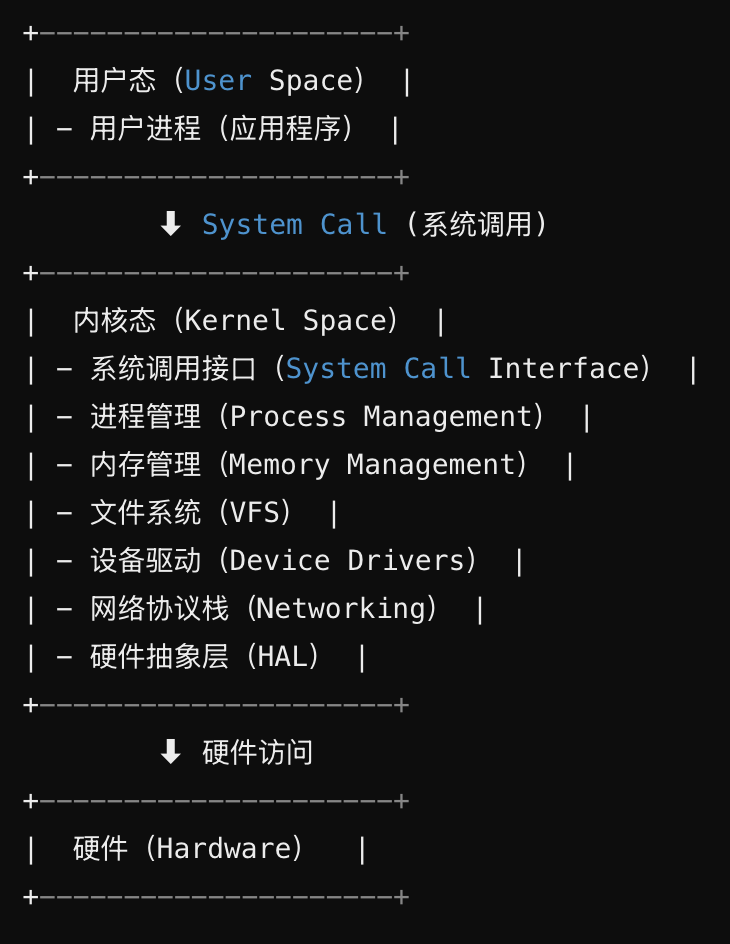 +---------------------+
|  用户态（User Space）  |
| - 用户进程（应用程序）  |
+---------------------+
        ⬇ System Call (系统调用)
+---------------------+
|  内核态（Kernel Space）  |
| - 系统调用接口（System Call Interface）  |
| - 进程管理（Process Management）  |
| - 内存管理（Memory Management）  |
| - 文件系统（VFS）  |
| - 设备驱动（Device Drivers）  |
| - 网络协议栈（Networking）  |
| - 硬件抽象层（HAL）  |
+---------------------+
        ⬇ 硬件访问
+---------------------+
|  硬件（Hardware）   |
+---------------------+